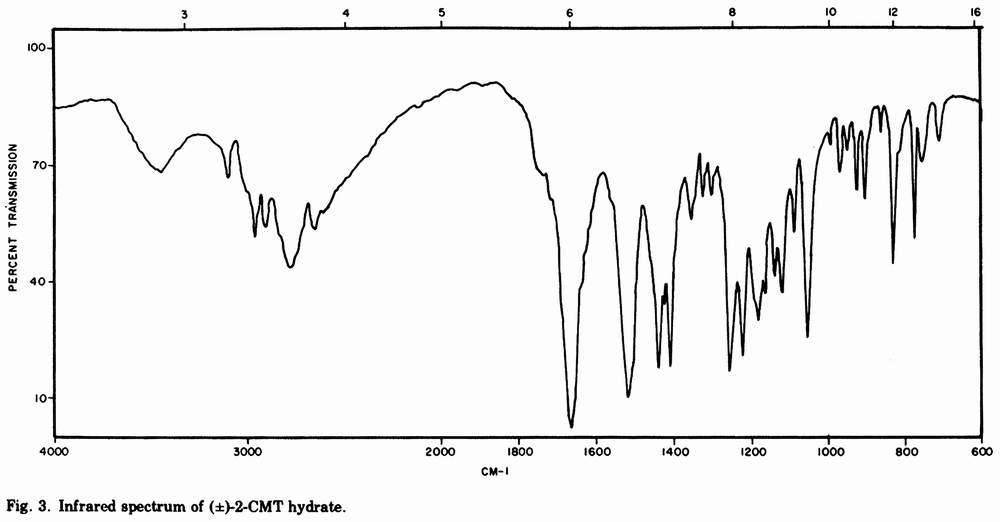 3 4 5 6 8 10 12 16
100
70
40
10
PERCENT TRANSMISSION
4000 3000 2000 1800 1600 1400 1200 1000 800 600
CM-1
Fig. 3. Infrared spectrum of (±)-2-CMT hydrate.